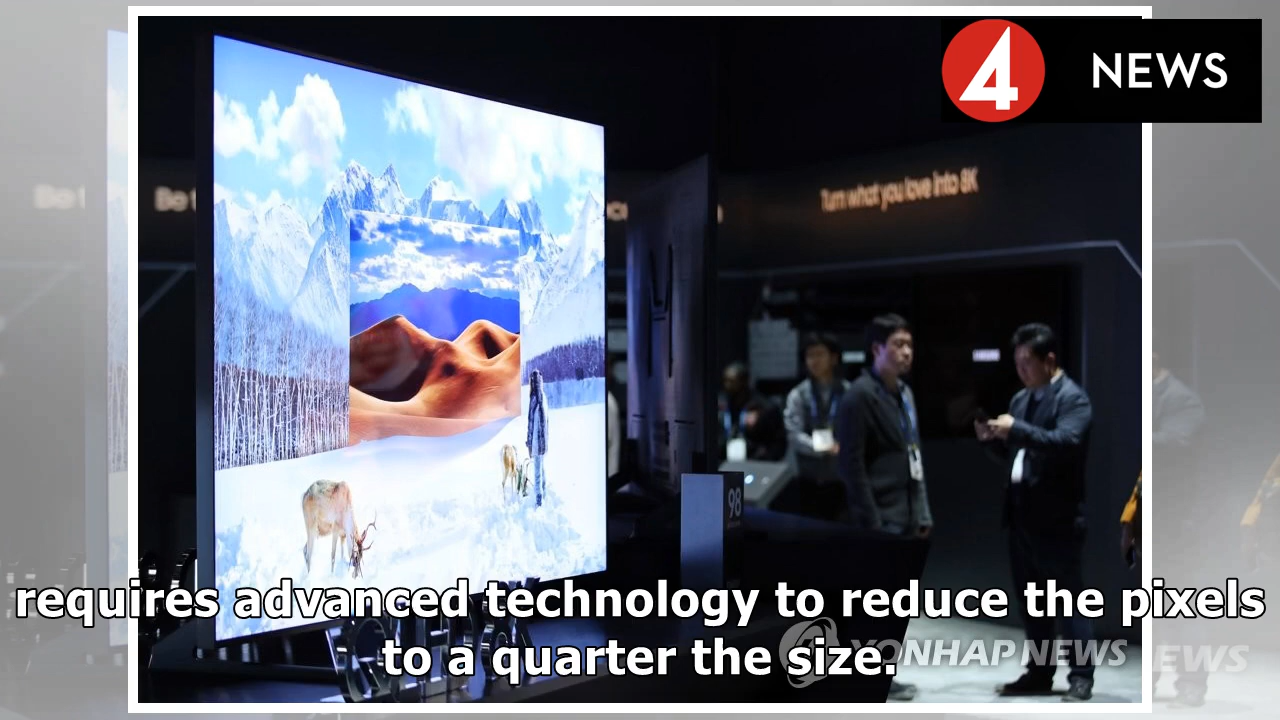 4 NEWS
Turn what you love into 8K
98
requires advanced technology to reduce the pixels
to a quarter the size.
YONHAP NEWS
EWS